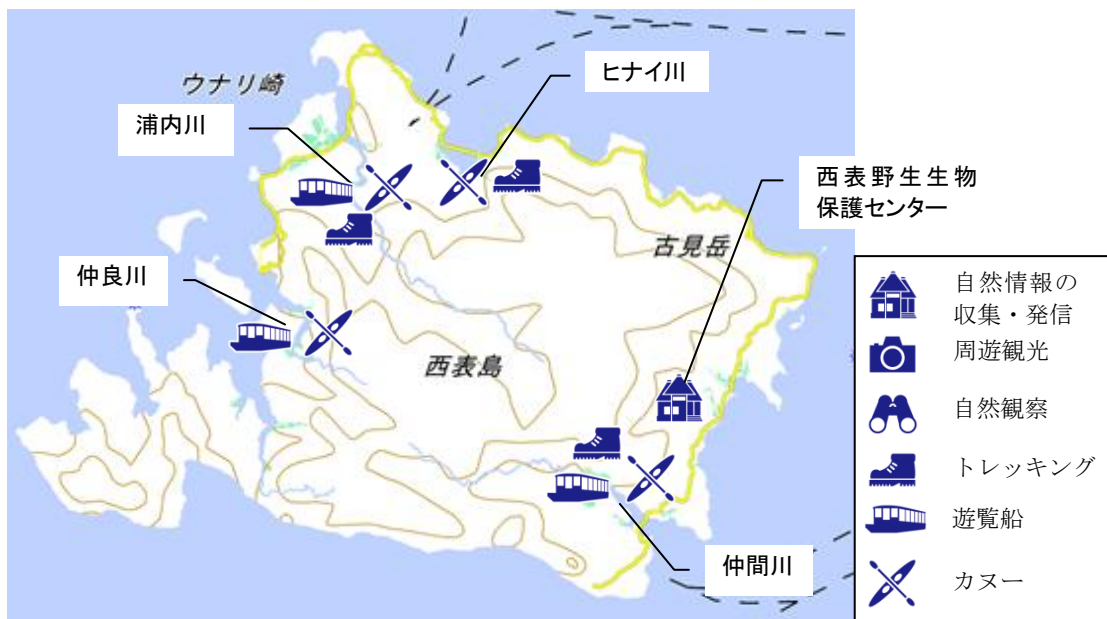 ウナリ崎
ヒナイ川
浦内川
西表野生生物
保護センター
古見岳
仲良川
西表島
仲間川
自然情報の
収集・発信
周遊観光
自然観察
トレッキング
遊覧船
カヌー